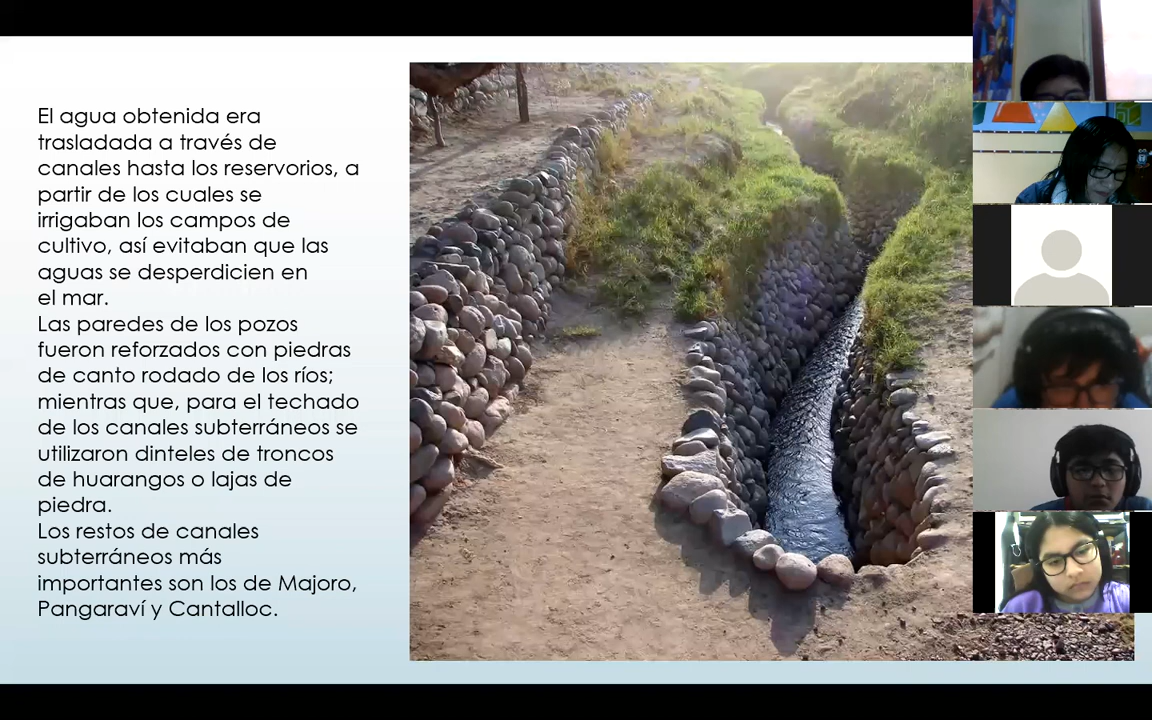 El agua obtenida era
trasladada a través de
canales hasta los reservorios, a
partir de los cuales se
irrigaban los campos de
cultivo, así evitaban que las
aguas se desperdicien en
el mar.
Las paredes de los pozos
fueron reforzados con piedras
de canto rodado de los ríos;
mientras que, para el techado
de los canales subterráneos se
utilizaron dinteles de troncos
de huarangos o lajas de
piedra.
Los restos de canales
subterráneos más
importantes son los de Majoro,
Pangaraví y Cantalloc.